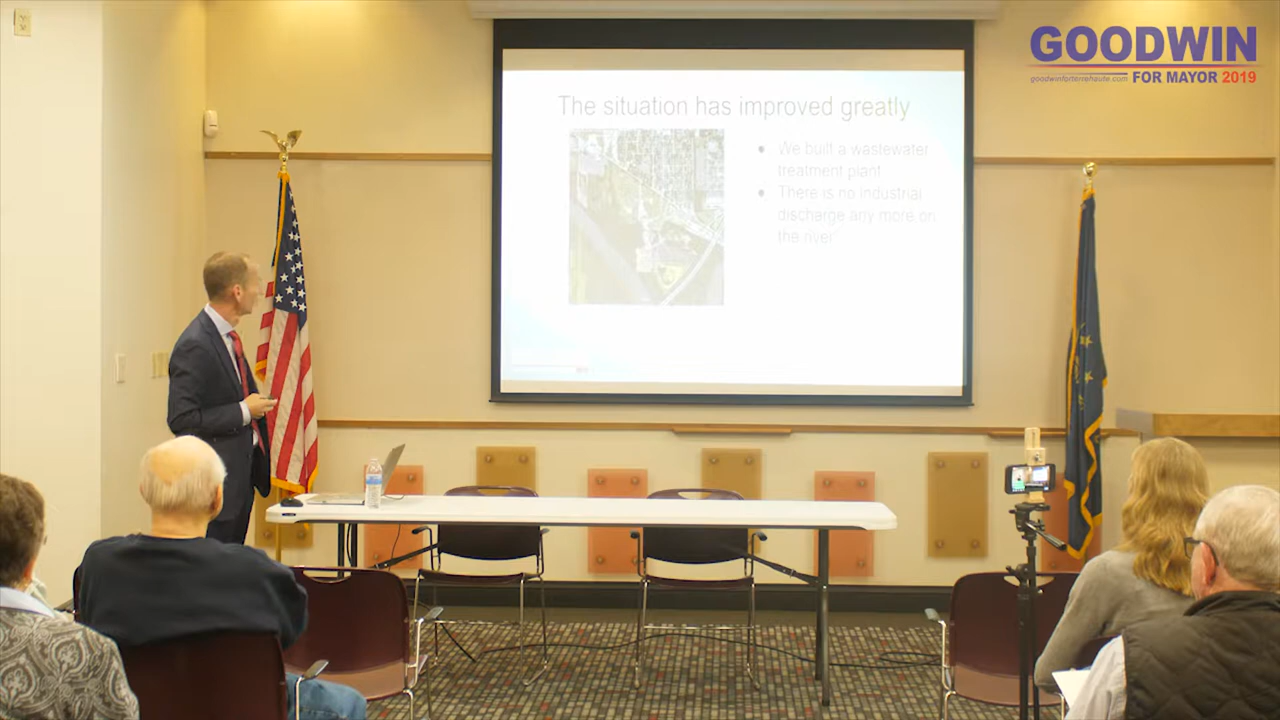 GOODWIN
goodwinforterrehaute.com FOR MAYOR 2019
The situation has improved greatly
● We built a wastewater
treatment plant
● There is no industrial
discharge any more on
the river